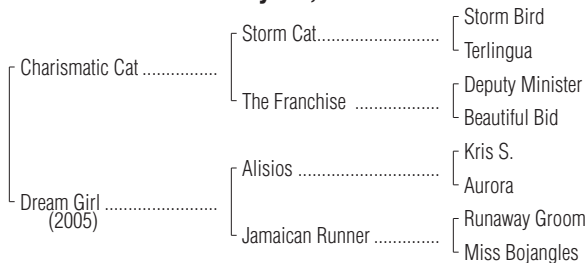 Storm Bird
Storm Cat..................
Terlingua
Charismatic Cat ................
Deputy Minister
The Franchise ..................
Beautiful Bid
Kris S.
Alisios ..............................
Aurora
Dream Girl ........................
(2005)
Runaway Groom
Jamaican Runner ..............
Miss Bojangles